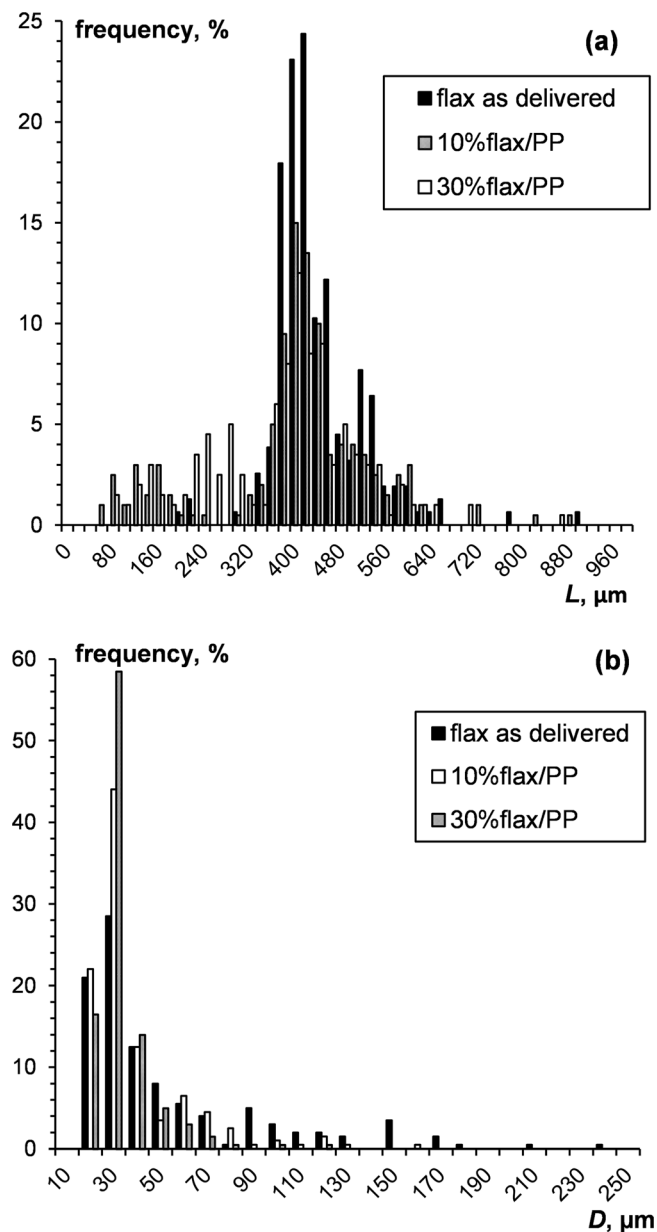 frequency, %
(a)
25
20
15
10
5
0
flax as delivered
10%flax/PP
30%flax/PP
0 80 160 240 320 400 480 560 640 720 800 880 960
L, µm
frequency, %
(b)
60
50
40
30
20
10
0
flax as delivered
10%flax/PP
30%flax/PP
10 30 50 70 90 110 130 150 170 190 210 230 250
D, µm